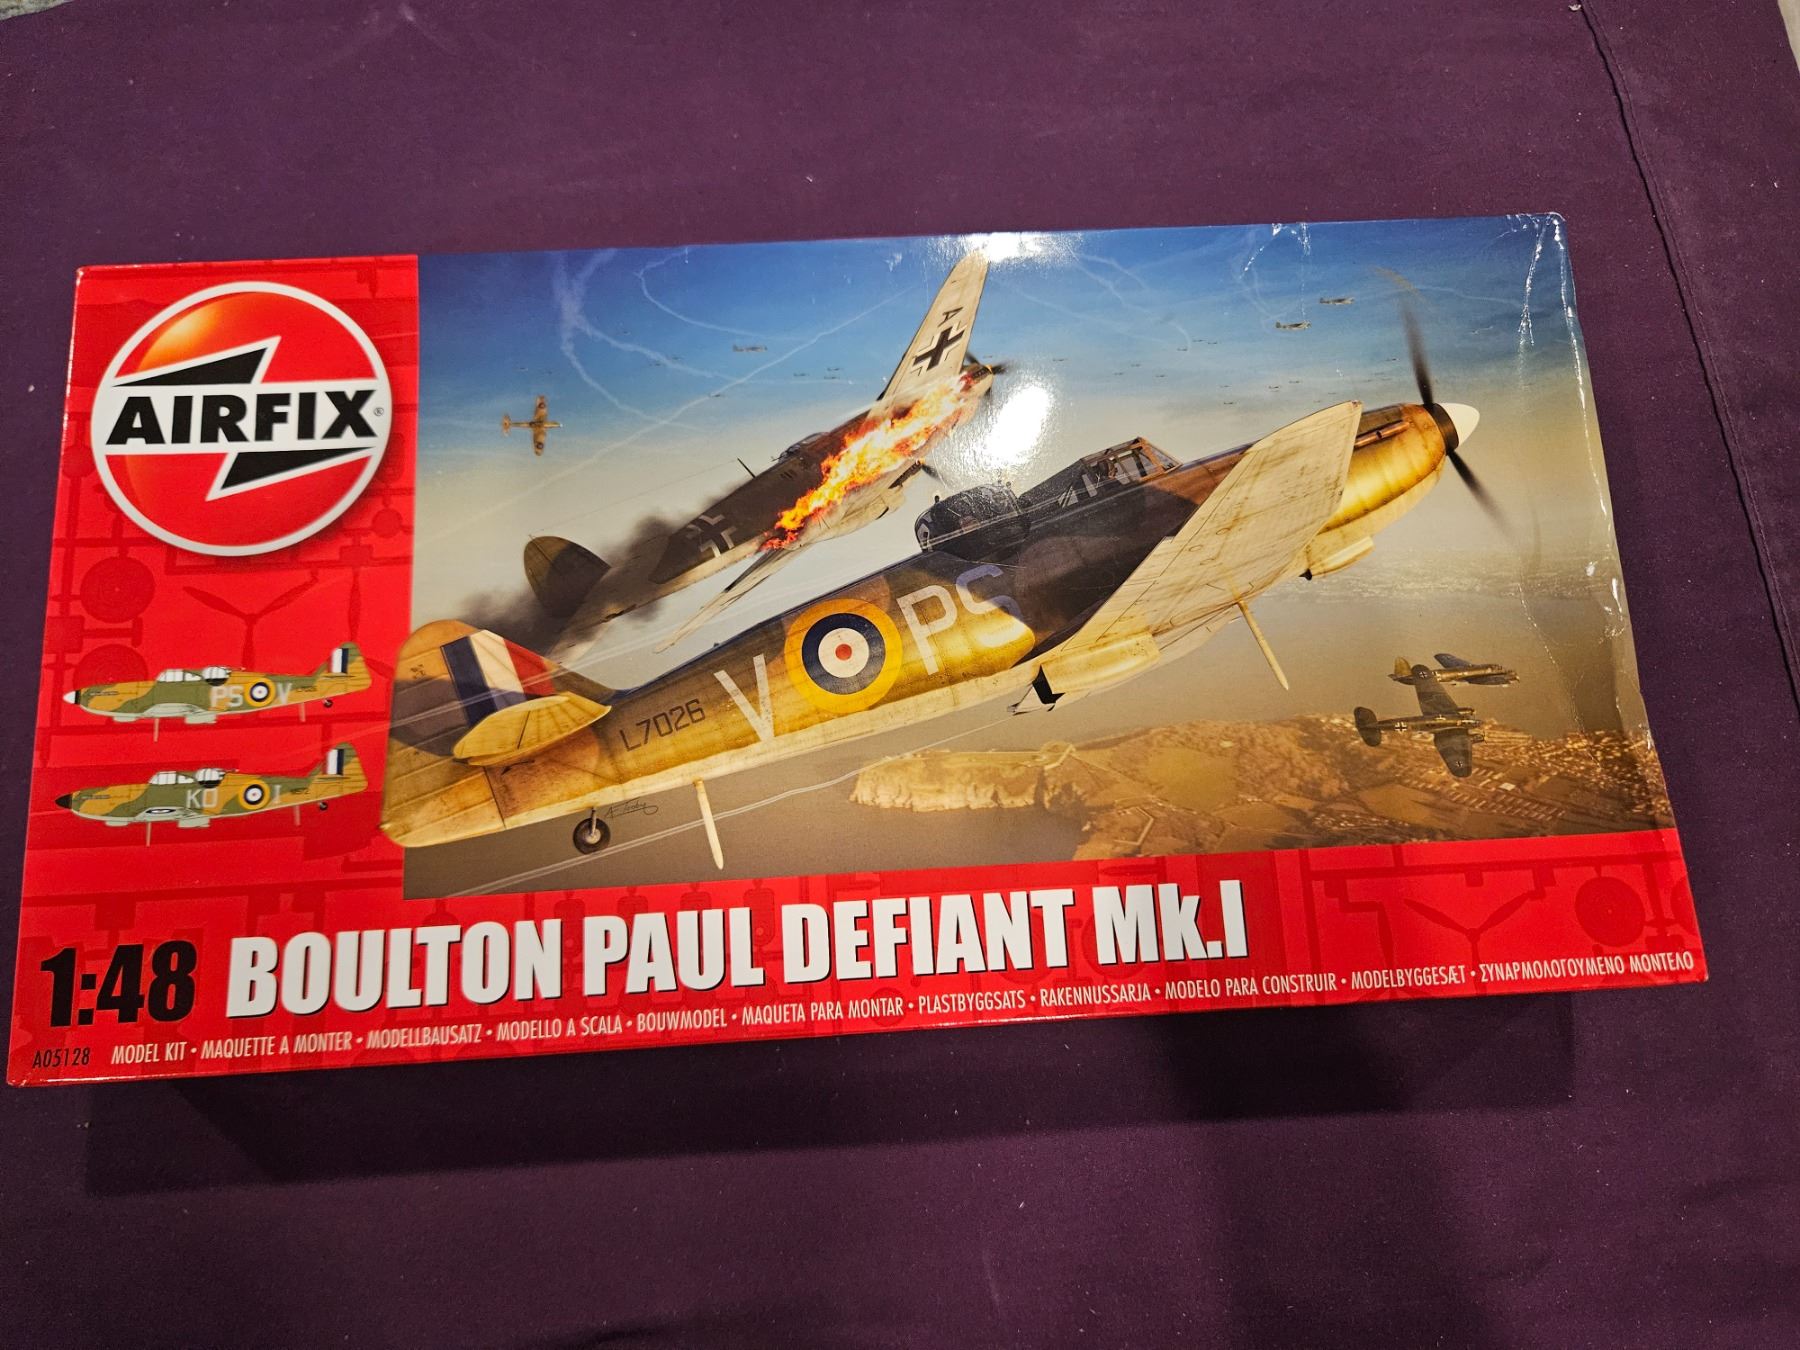 AIRFIX®
A
V PS
L7026
PS V
KO I
1:48 BOULTON PAUL DEFIANT Mk.I
A05128 MODEL KIT • MAQUETTE A MONTER • MODELLBAUSATZ • MODELLO A SCALA • BOUWMODEL • MAQUETA PARA MONTAR • PLASTBYGGSATS • RAKENNUSSARJA • MODELO PARA CONSTRUIR • MODELBYGGESÆT • ΣΥΝΑΡΜΟΛΟΓΟΥΜΕΝΟ ΜΟΝΤΕΛΟ